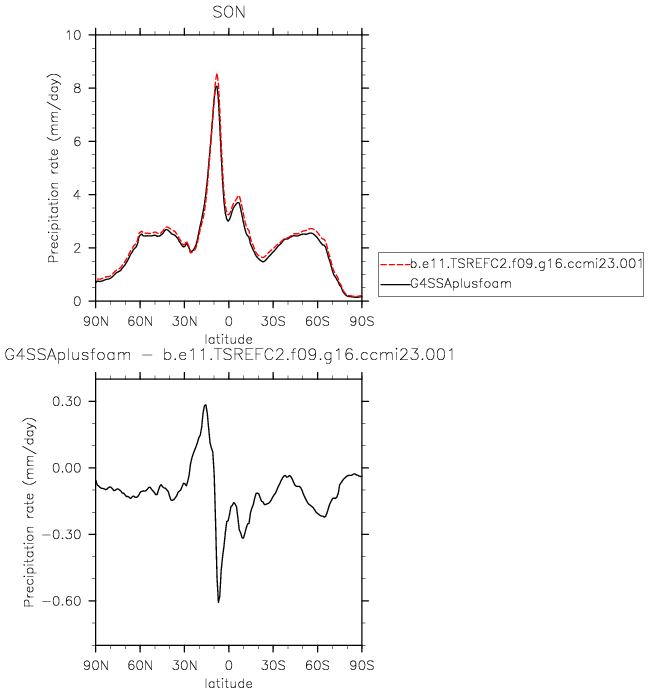 SON
Precipitation rate (mm/day)
10
8
6
4
2
0
90N 60N 30N 0 30S 60S 90S
latitude
b.e11.TSREFC2.f09.g16.ccmi23.001
G4SSAplusfoam
G4SSAplusfoam – b.e11.TSREFC2.f09.g16.ccmi23.001
Precipitation rate (mm/day)
0.30
0.00
−0.30
−0.60
90N 60N 30N 0 30S 60S 90S
latitude